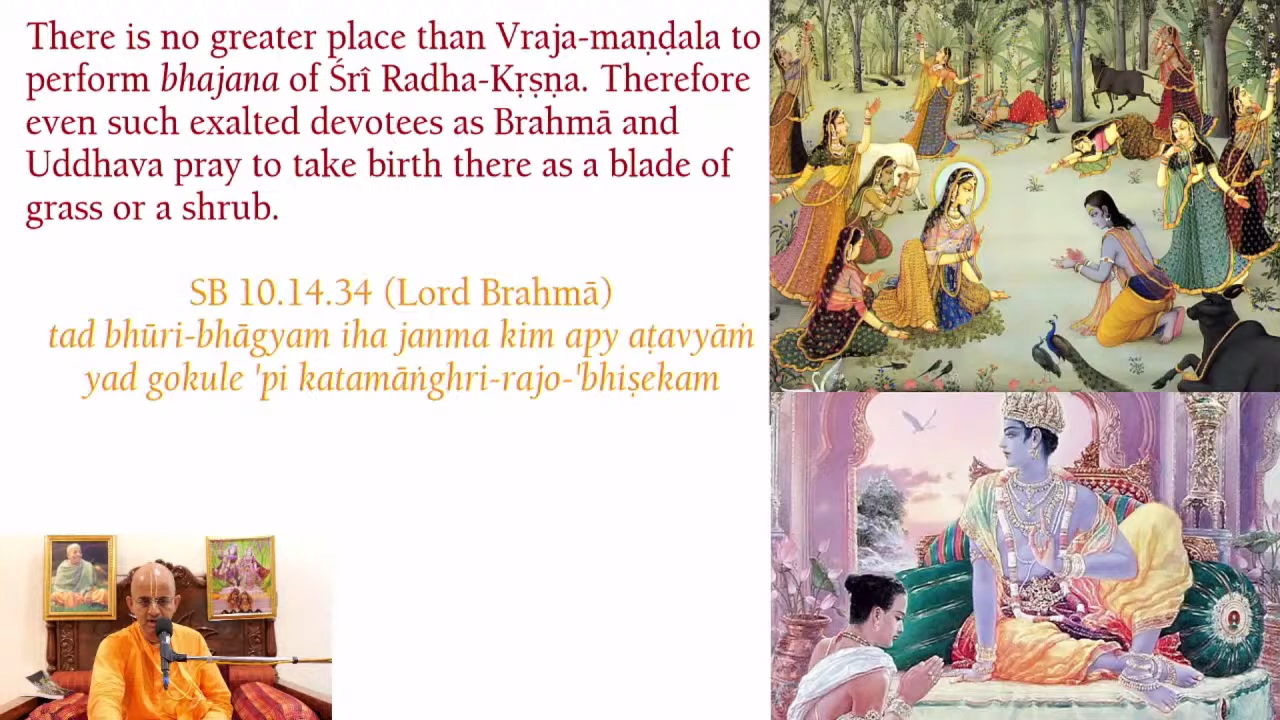 There is no greater place than Vraja-maṇḍala to
perform bhajana of Śrî Radha-Kṛṣṇa. Therefore
even such exalted devotees as Brahmā and
Uddhava pray to take birth there as a blade of
grass or a shrub.
SB 10.14.34 (Lord Brahmā)
tad bhūri-bhāgyam iha janma kim apy aṭavyāṁ
yad gokule 'pi katamāṅghri-rajo-'bhiṣekam